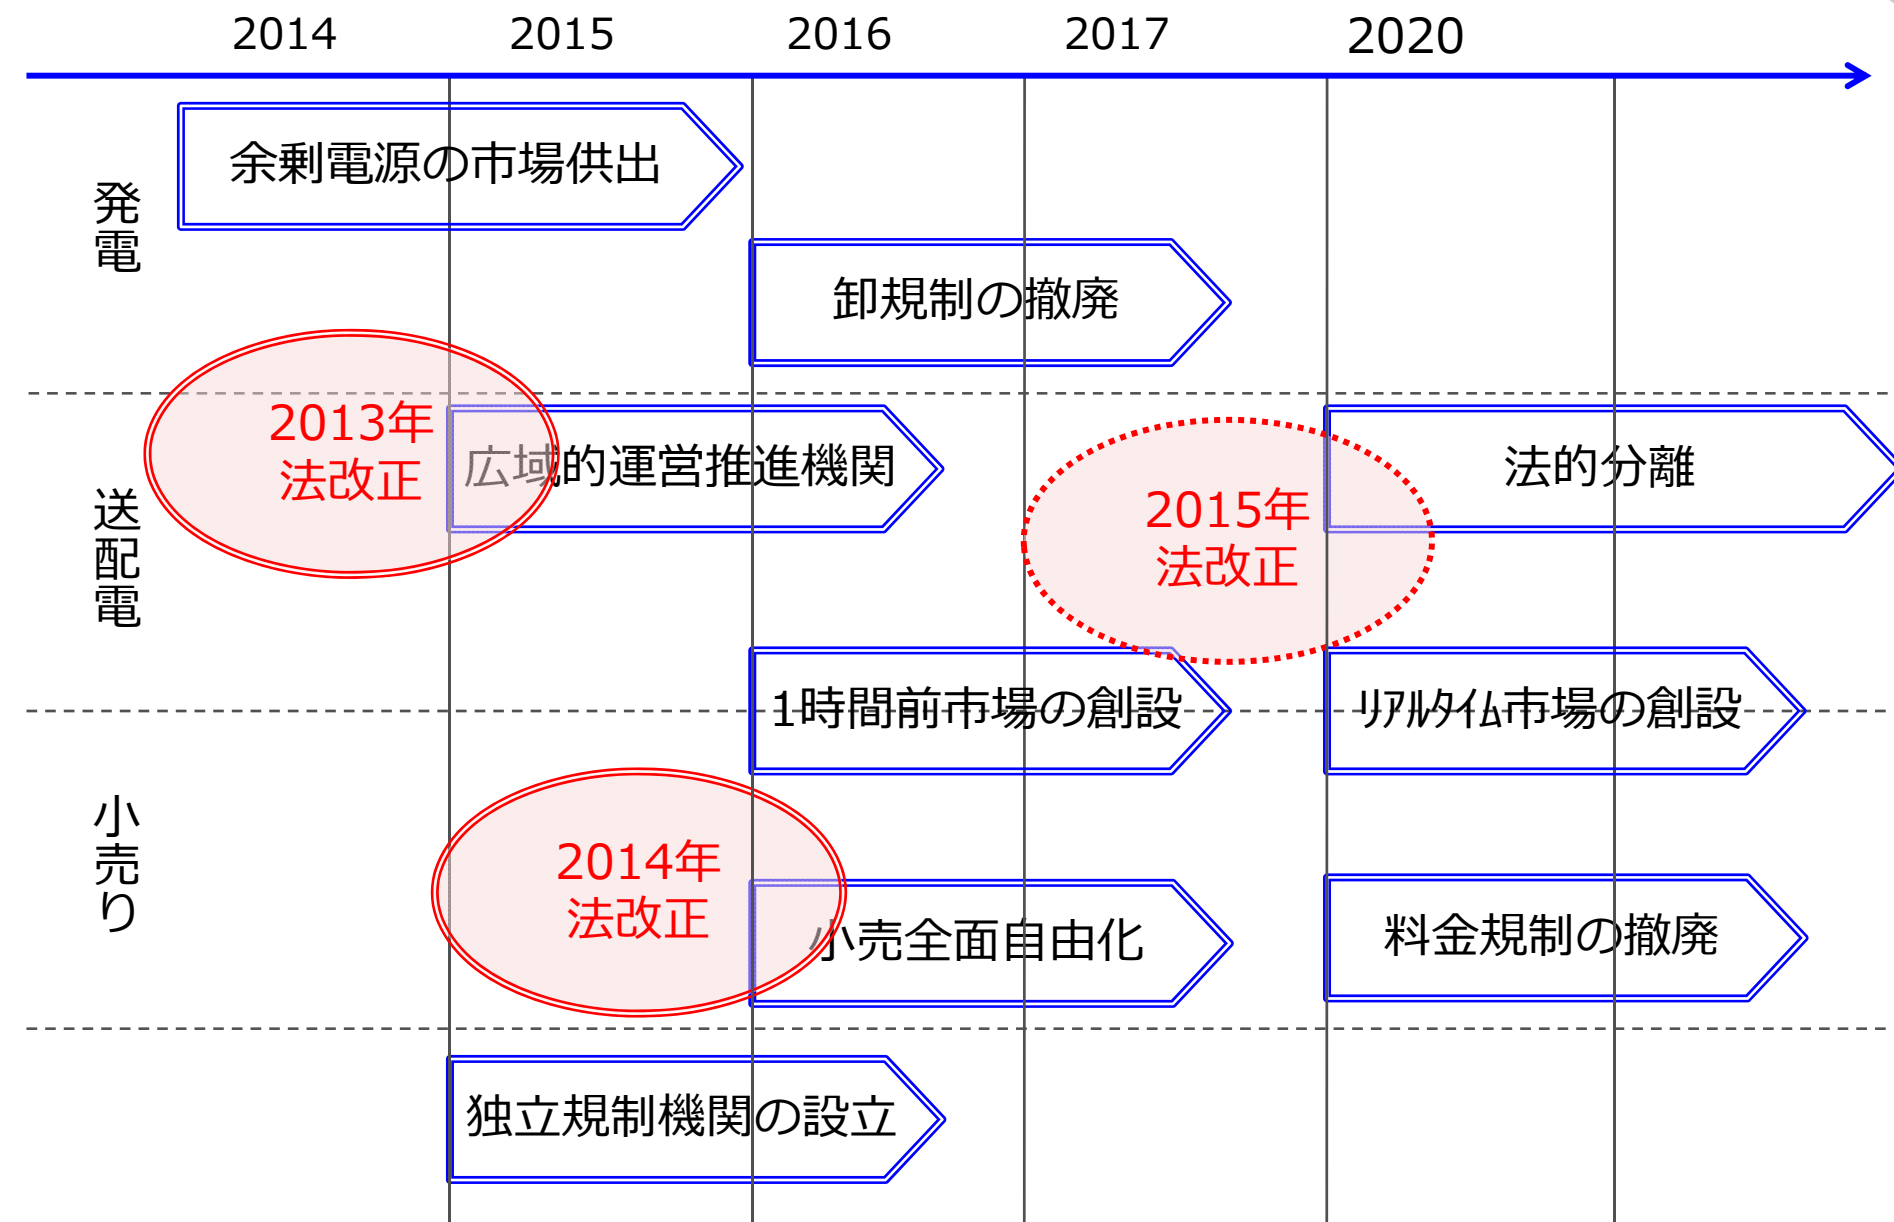 2014 2015 2016 2017 2020
発電
余剰電源の市場供出
卸規制の撤廃
送配電
2013年
法改正
広域的運営推進機関
2015年
法改正
法的分離
1時間前市場の創設
ﾘｱﾙﾀｲﾑ市場の創設
小売り
2014年
法改正
小売全面自由化
料金規制の撤廃
独立規制機関の設立